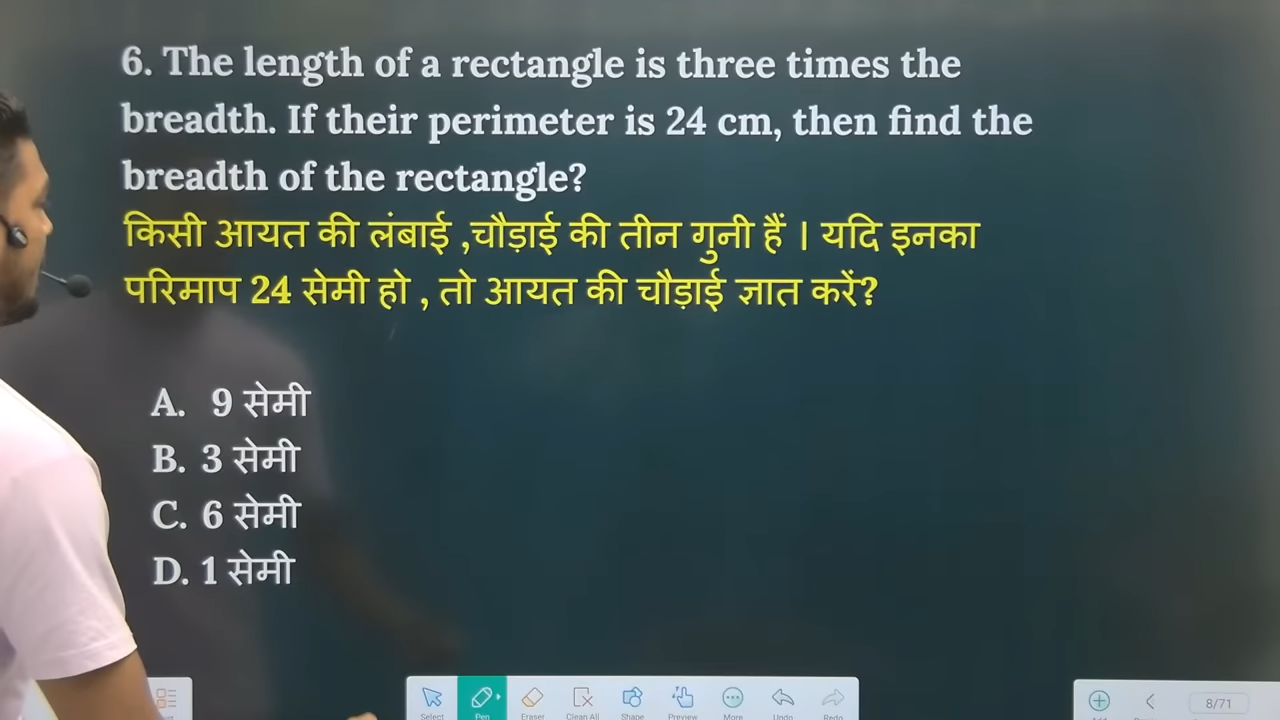 6. The length of a rectangle is three times the
breadth. If their perimeter is 24 cm, then find the
breadth of the rectangle?
किसी आयत की लंबाई ,चौड़ाई की तीन गुनी हैं । यदि इनका
परिमाप 24 सेमी हो , तो आयत की चौड़ाई ज्ञात करें?
A. 9 सेमी
B. 3 सेमी
C. 6 सेमी
D. 1 सेमी
Select Pen Eraser Clean All Shape Preview More Undo Redo
8/71